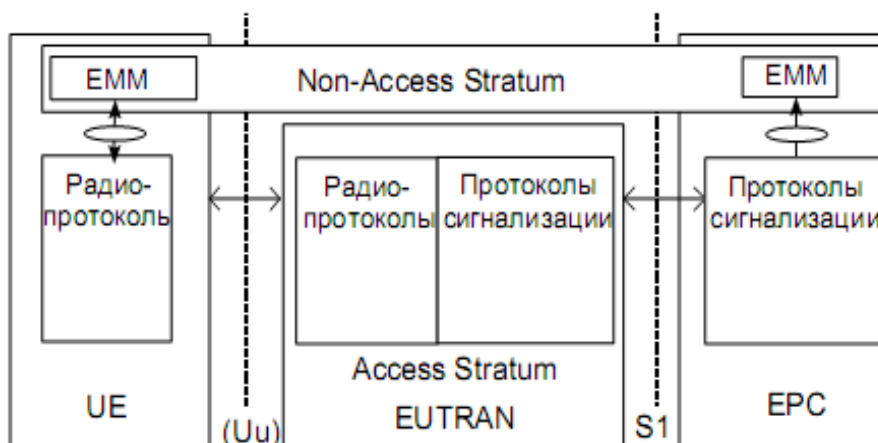 EMM
Non-Access Stratum
EMM
Радио-
протоколь
Радио-
протоколы
Протоколы
сигнализации
Протоколы
сигнализации
Access Stratum
UE
(Uu)
EUTRAN
S1
EPC